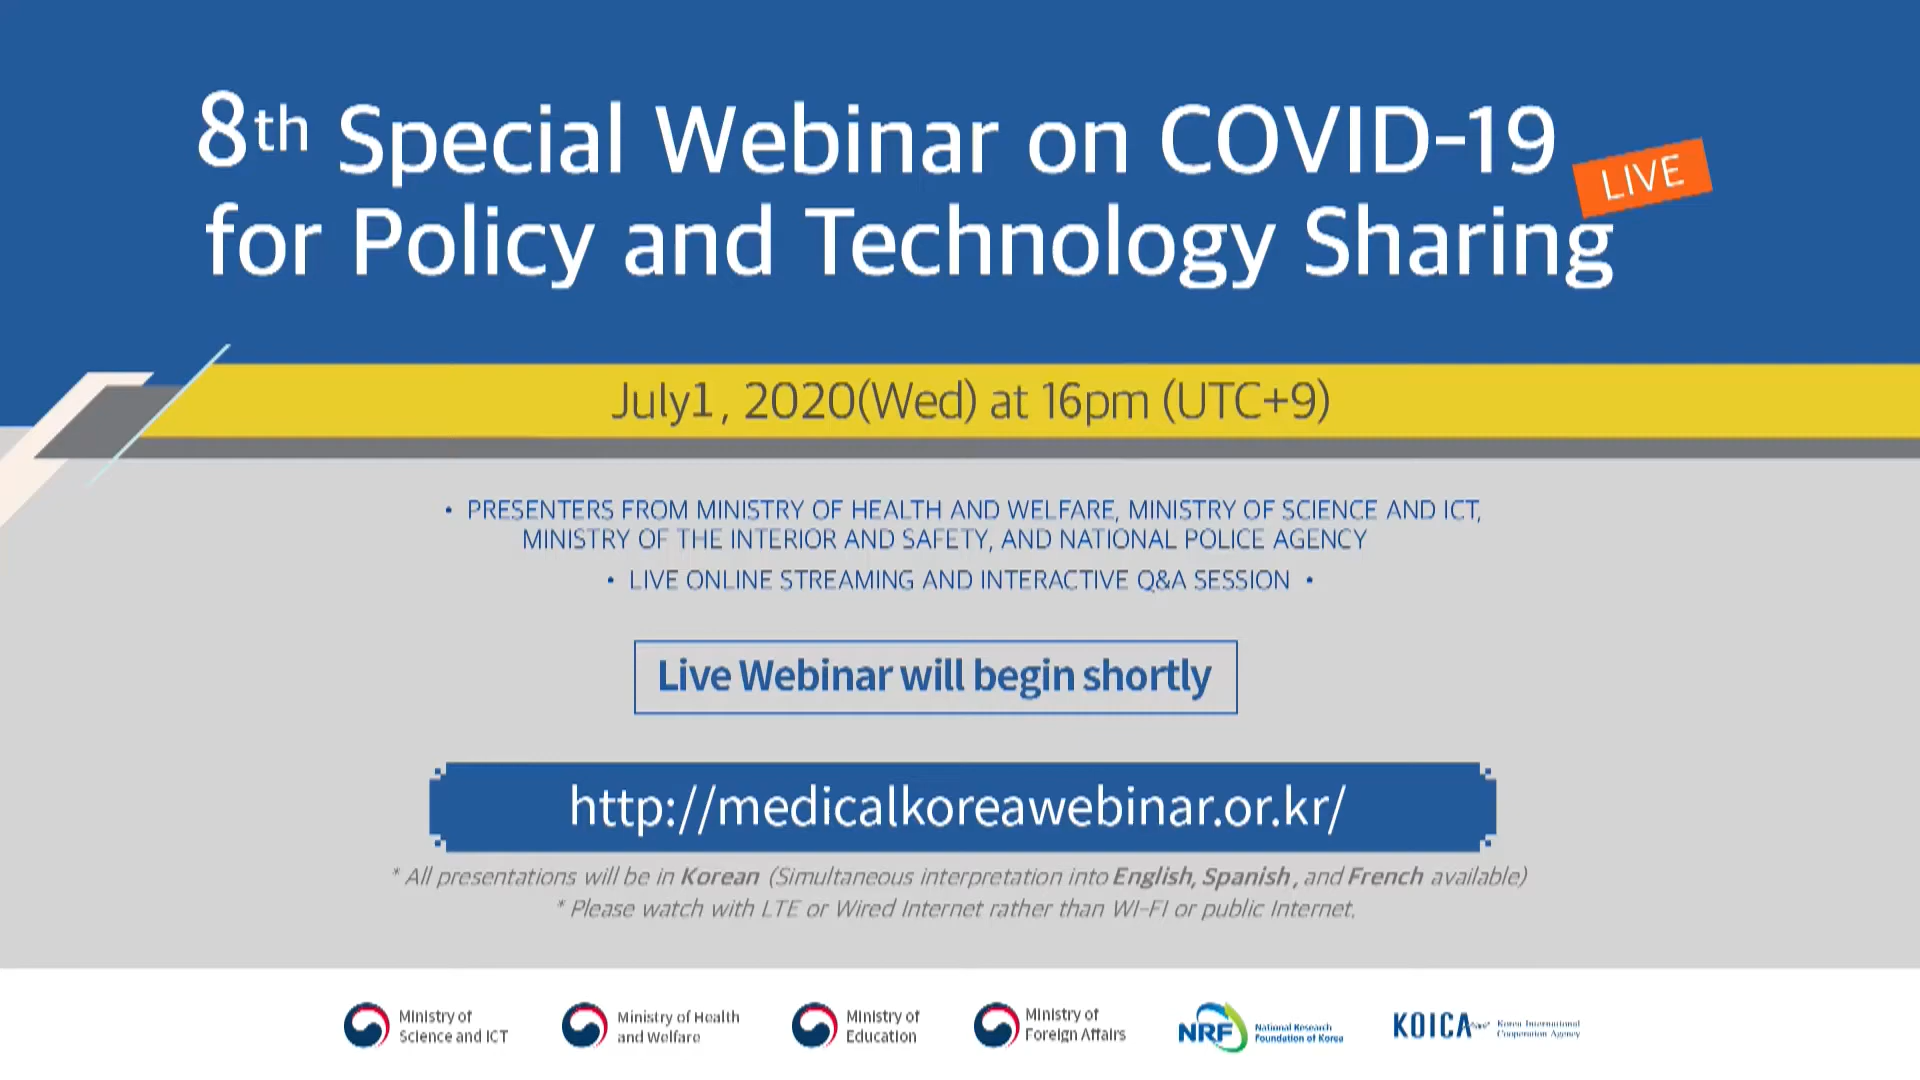 8th Special Webinar on COVID-19
LIVE
for Policy and Technology Sharing
July1, 2020(Wed) at 16pm (UTC+9)
• PRESENTERS FROM MINISTRY OF HEALTH AND WELFARE, MINISTRY OF SCIENCE AND ICT,
MINISTRY OF THE INTERIOR AND SAFETY, AND NATIONAL POLICE AGENCY
• LIVE ONLINE STREAMING AND INTERACTIVE Q&A SESSION •
Live Webinar will begin shortly
http://medicalkoreawebinar.or.kr/
* All presentations will be in Korean (Simultaneous interpretation into English, Spanish, and French available)
* Please watch with LTE or Wired Internet rather than WI-FI or public Internet.
Ministry of
Science and ICT
Ministry of Health
and Welfare
Ministry of
Education
Ministry of
Foreign Affairs
NRF
National Research
Foundation of Korea
KOICA
Korea International
Cooperation Agency